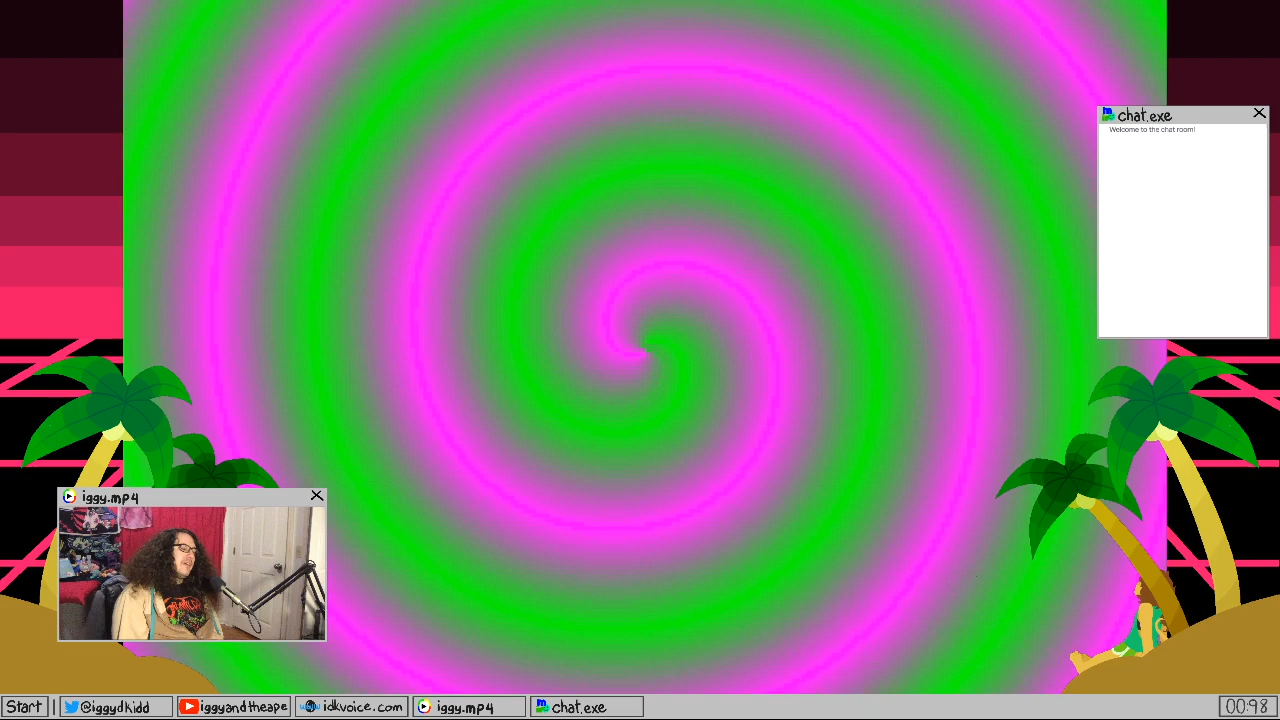 chat.exe
Welcome to the chat room!
iggy.mp4
Start
@iggydkidd
iggyandtheape
www idkvoice.com
iggy.mp4
chat.exe
00:98